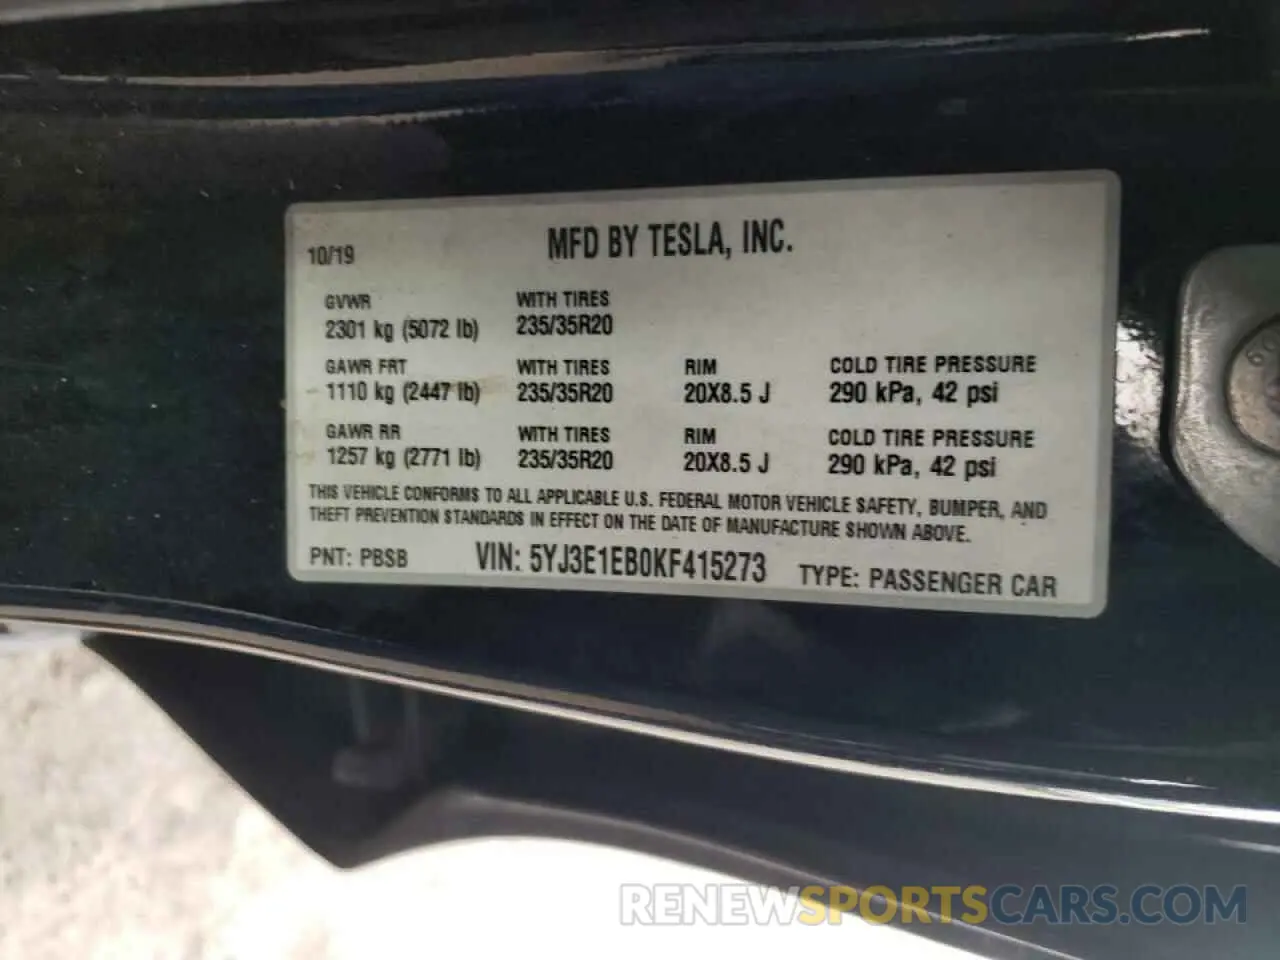 MFD BY TESLA, INC.
10/19
GVWR WITH TIRES
2301 kg (5072 lb) 235/35R20
GAWR FRT WITH TIRES RIM COLD TIRE PRESSURE
1110 kg (2447 lb) 235/35R20 20X8.5 J 290 kPa, 42 psi
GAWR RR WITH TIRES RIM COLD TIRE PRESSURE
1257 kg (2771 lb) 235/35R20 20X8.5 J 290 kPa, 42 psi
THIS VEHICLE CONFORMS TO ALL APPLICABLE U.S. FEDERAL MOTOR VEHICLE SAFETY, BUMPER, AND
THEFT PREVENTION STANDARDS IN EFFECT ON THE DATE OF MANUFACTURE SHOWN ABOVE.
PNT: PBSB VIN: 5YJ3E1EB0KF415273 TYPE: PASSENGER CAR
RENEWSPORTSCARS.COM